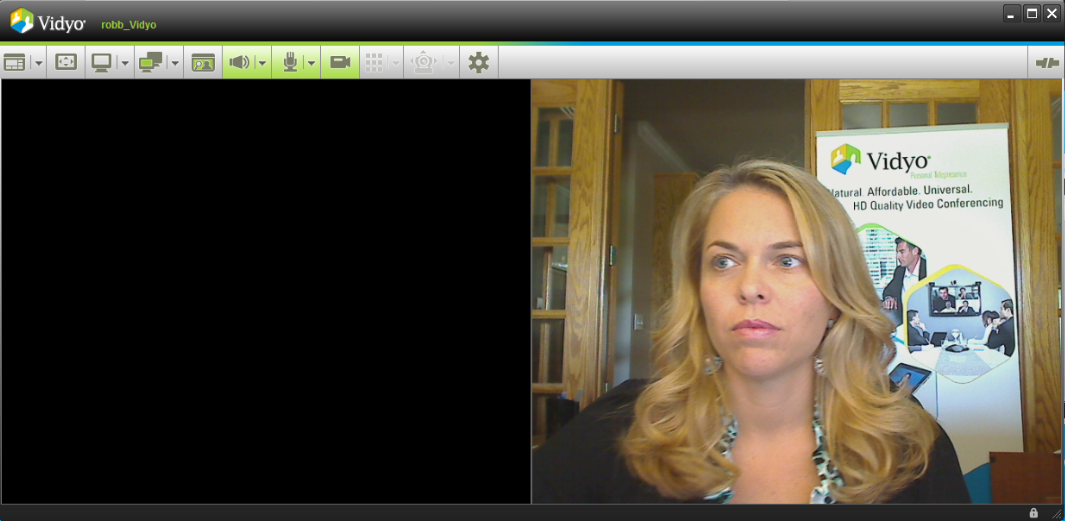 Vidyo
robb_Vidyo
Vidyo
Personal Telepresence
Natural. Affordable. Universal.
HD Quality Video Conferencing